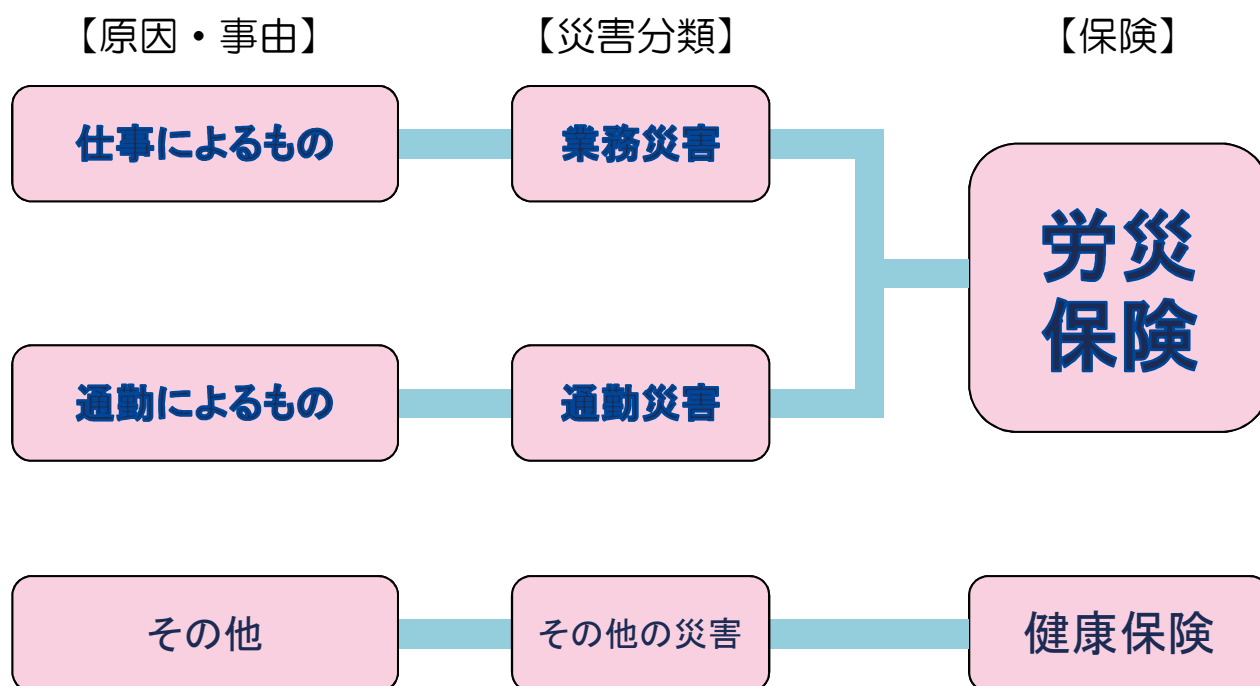 【原因・事由】
【災害分類】
【保険】
仕事によるもの
業務災害
労災
保険
通勤によるもの
通勤災害
その他
その他の災害
健康保険